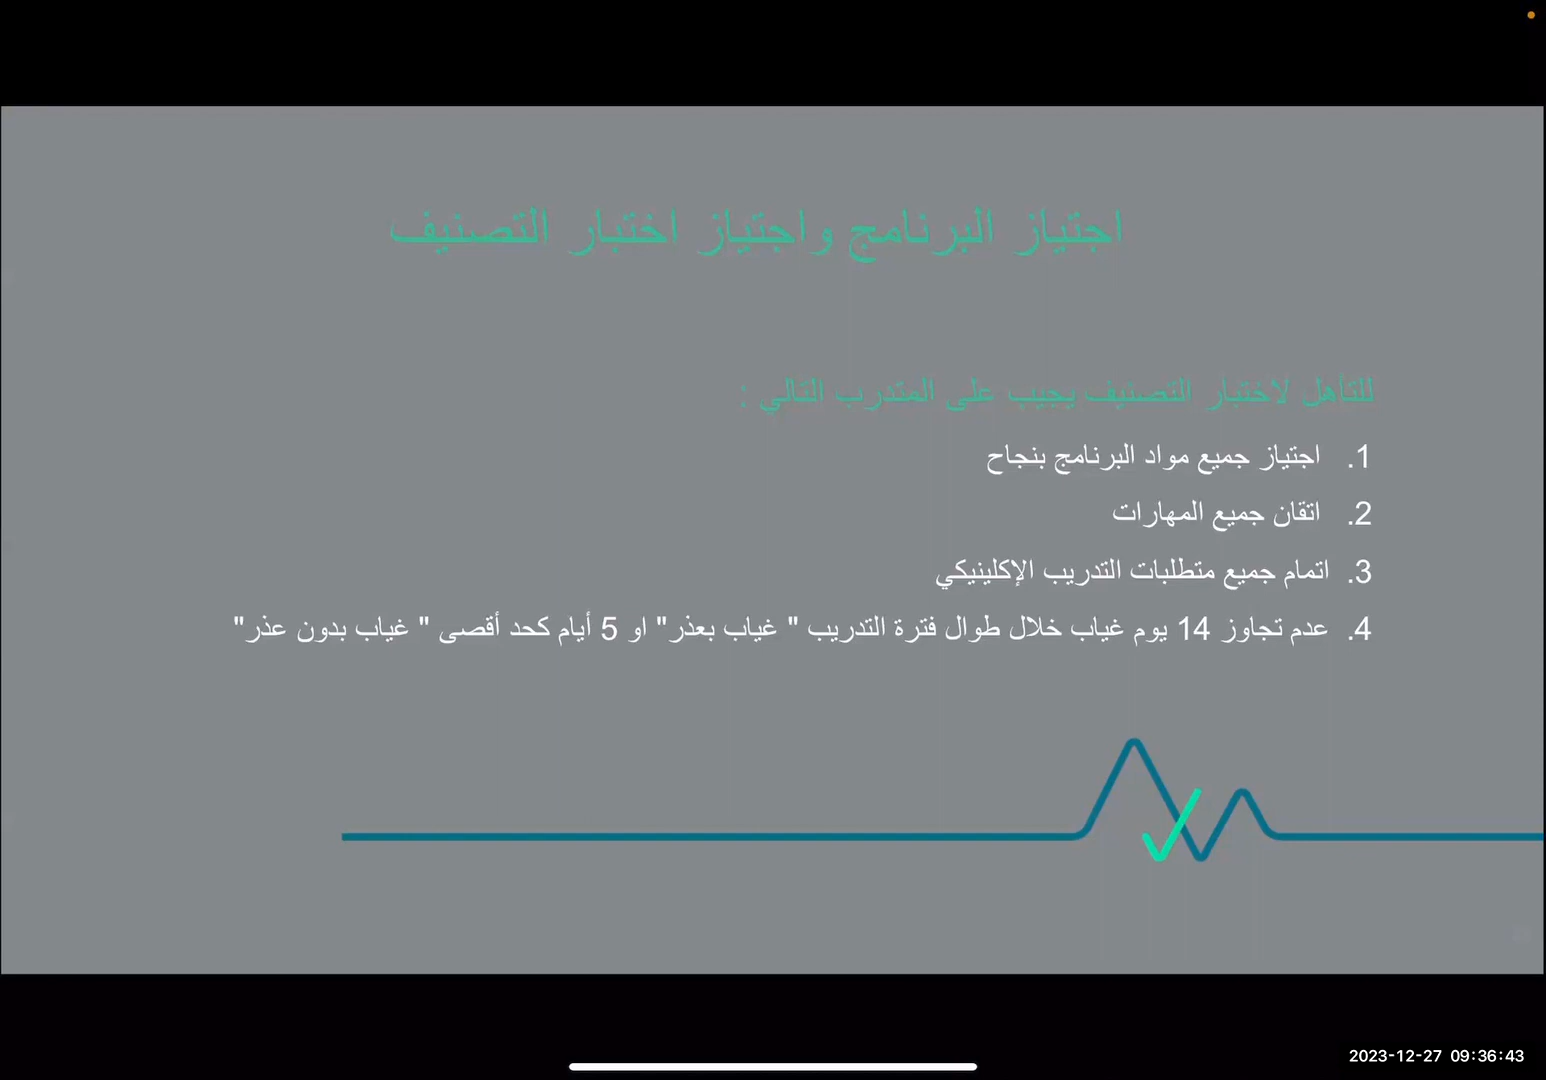 اجتياز البرنامج واجتياز اختبار التصنيف
للتأهل لاختبار التصنيف يجيب على المتدرب التالي :
1. اجتياز جميع مواد البرنامج بنجاح
2. اتقان جميع المهارات
3. اتمام جميع متطلبات التدريب الإكلينيكي
4. عدم تجاوز 14 يوم غياب خلال طوال فترة التدريب " غياب بعذر" او 5 أيام كحد أقصى " غياب بدون عذر"
2023-12-27 09:36:43